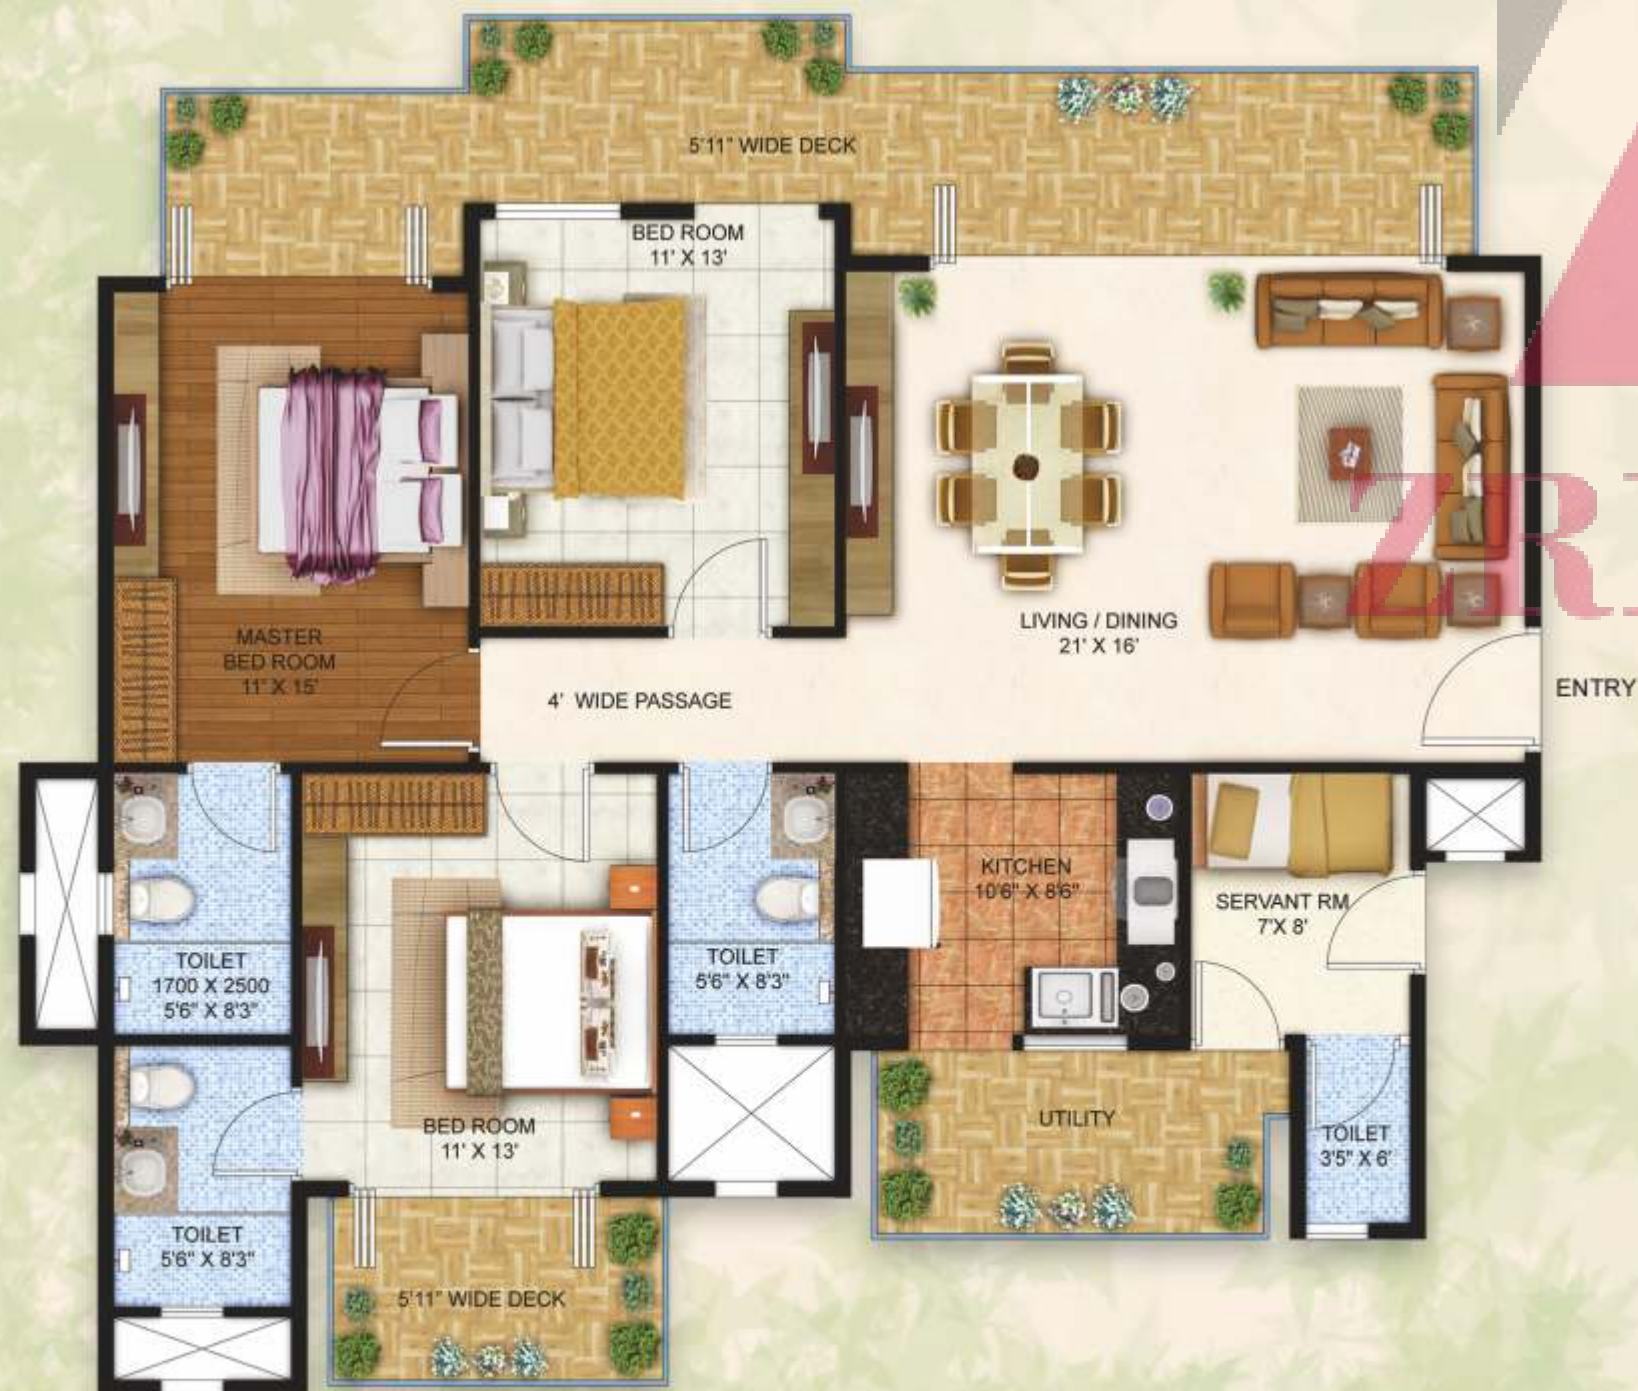 5'11" WIDE DECK
BED ROOM
11' X 13'
MASTER
BED ROOM
11' X 15'
LIVING / DINING
21' X 16'
4' WIDE PASSAGE
ENTRY
TOILET
1700 X 2500
5'6" X 8'3"
TOILET
5'6" X 8'3"
KITCHEN
10'6" X 8'6"
SERVANT RM
7'X 8'
BED ROOM
11' X 13'
UTILITY
TOILET
3'5" X 6'
TOILET
5'6" X 8'3"
5'11" WIDE DECK